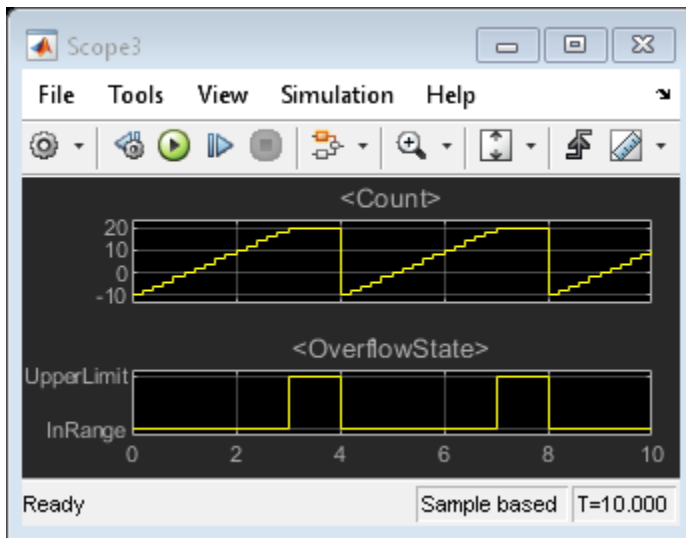 Scope3
File Tools View Simulation Help
<Count>
20
10
0
-10
<OverflowState>
UpperLimit
InRange
0 2 4 6 8 10
Ready Sample based T=10.000